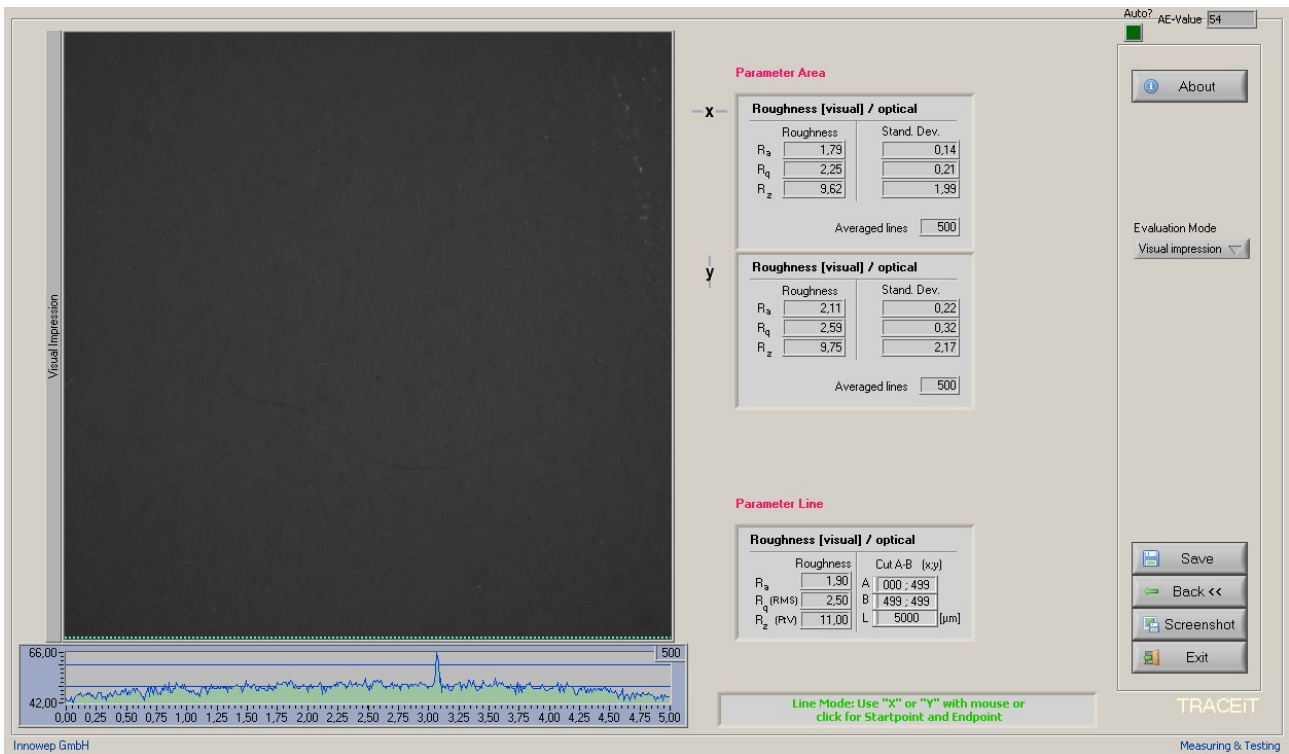 Auto? AE-Value 54
Visual Impression
Parameter Area
x
Roughness [visual] / optical
Roughness Stand. Dev.
Ra 1,79 0,14
Rq 2,25 0,21
Rz 9,62 1,99
Averaged lines 500
y
Roughness [visual] / optical
Roughness Stand. Dev.
Ra 2,11 0,22
Rq 2,59 0,32
Rz 9,75 2,17
Averaged lines 500
Parameter Line
Roughness [visual] / optical
Roughness Cut A-B (x;y)
Ra 1,90 A 000 ; 499
Rq (RMS) 2,50 B 499 ; 499
Rz (PtV) 11,00 L 5000 [µm]
Line Mode: Use "X" or "Y" with mouse or
click for Startpoint and Endpoint
About
Evaluation Mode
Visual impression
Save
Back <<
Screenshot
Exit
TRACEiT
66,00 500
42,00
0,00 0,25 0,50 0,75 1,00 1,25 1,50 1,75 2,00 2,25 2,50 2,75 3,00 3,25 3,50 3,75 4,00 4,25 4,50 4,75 5,00
Innowep GmbH Measuring & Testing